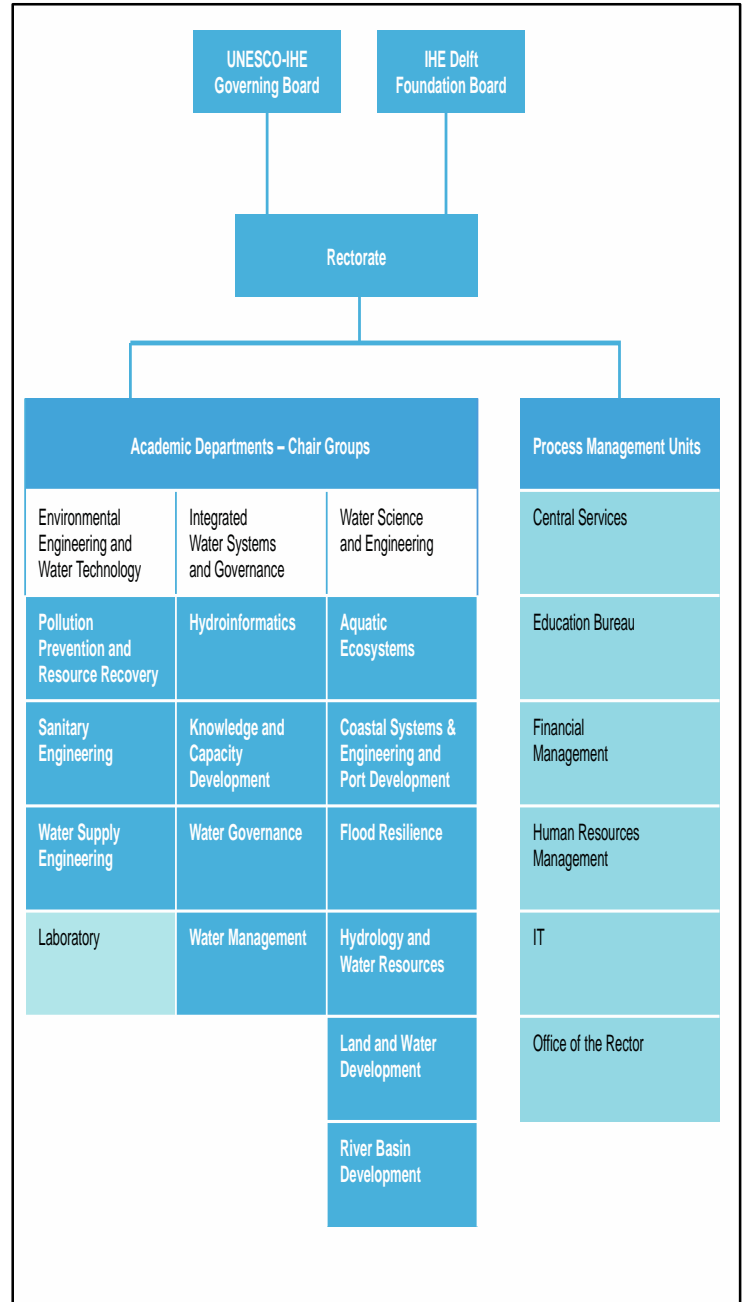 UNESCO-IHE
Governing Board
IHE Delft
Foundation Board
Rectorate
Academic Departments – Chair Groups
Environmental
Engineering and
Water Technology
Integrated
Water Systems
and Governance
Water Science
and Engineering
Pollution
Prevention and
Resource Recovery
Hydroinformatics
Aquatic
Ecosystems
Sanitary
Engineering
Knowledge and
Capacity
Development
Coastal Systems &
Engineering and
Port Development
Water Supply
Engineering
Water Governance
Flood Resilience
Laboratory
Water Management
Hydrology and
Water Resources
Land and Water
Development
River Basin
Development
Process Management Units
Central Services
Education Bureau
Financial
Management
Human Resources
Management
IT
Office of the Rector